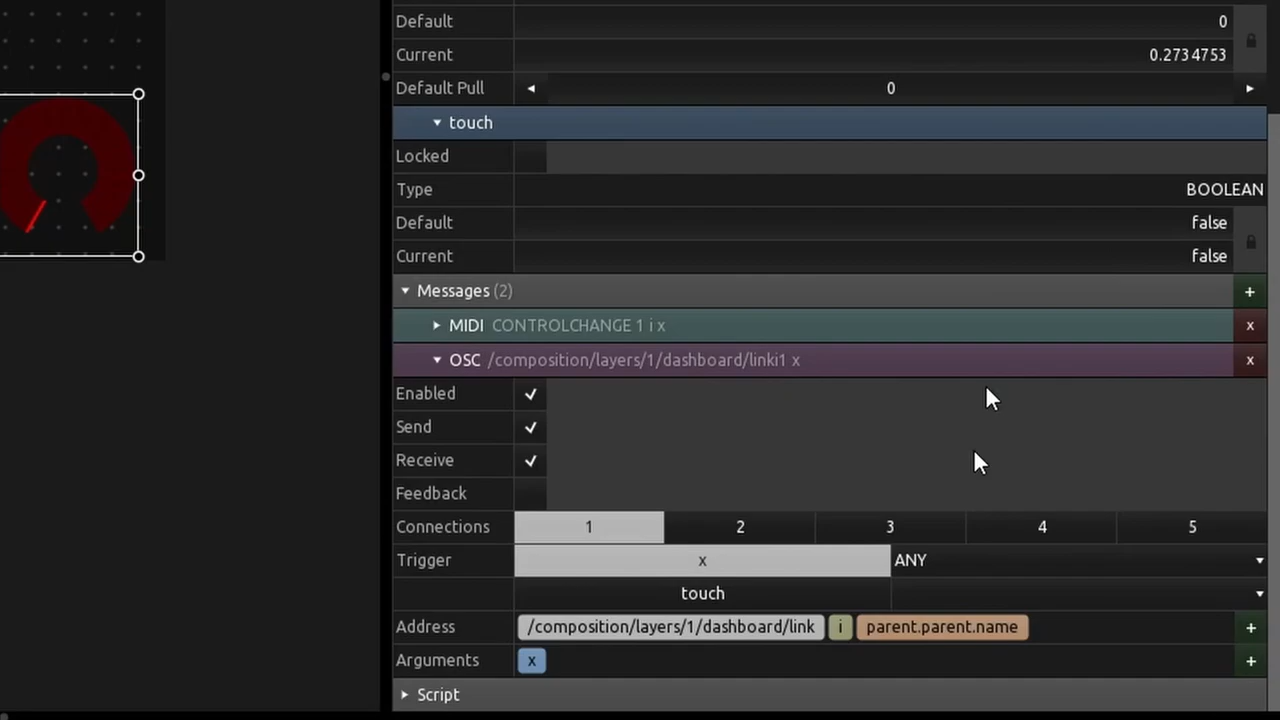 Default 0
Current 0.2734753
Default Pull 0
touch
Locked
Type BOOLEAN
Default false
Current false
Messages (2) +
MIDI CONTROLCHANGE 1 i x x
OSC /composition/layers/1/dashboard/linki1 x x
Enabled
Send
Receive
Feedback
Connections 1 2 3 4 5
Trigger x ANY
touch
Address /composition/layers/1/dashboard/link i parent.parent.name +
Arguments x +
Script